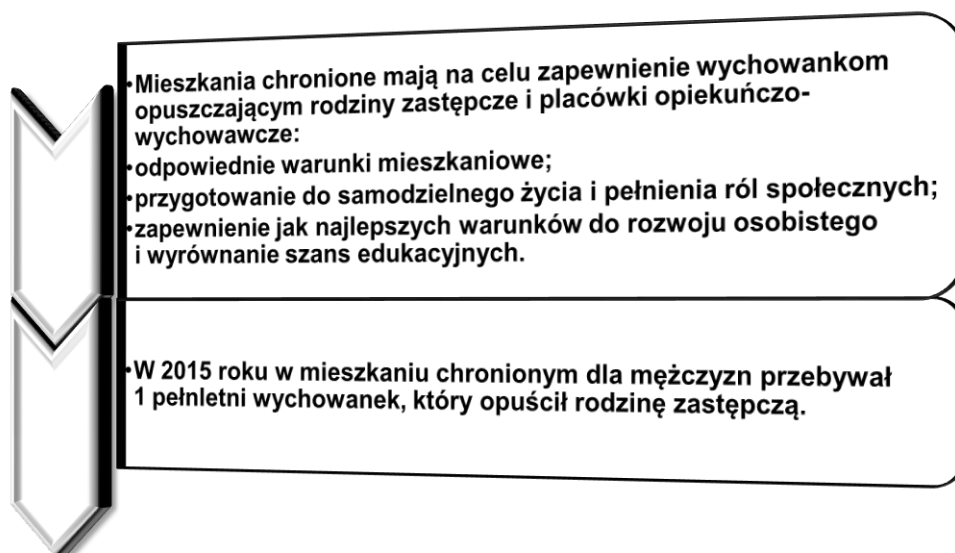 •Mieszkania chronione mają na celu zapewnienie wychowankom
opuszczającym rodziny zastępcze i placówki opiekuńczo-
wychowawcze:
•odpowiednie warunki mieszkaniowe;
•przygotowanie do samodzielnego życia i pełnienia ról społecznych;
•zapewnienie jak najlepszych warunków do rozwoju osobistego
i wyrównanie szans edukacyjnych.
•W 2015 roku w mieszkaniu chronionym dla mężczyzn przebywał
1 pełnletni wychowanek, który opuścił rodzinę zastępczą.